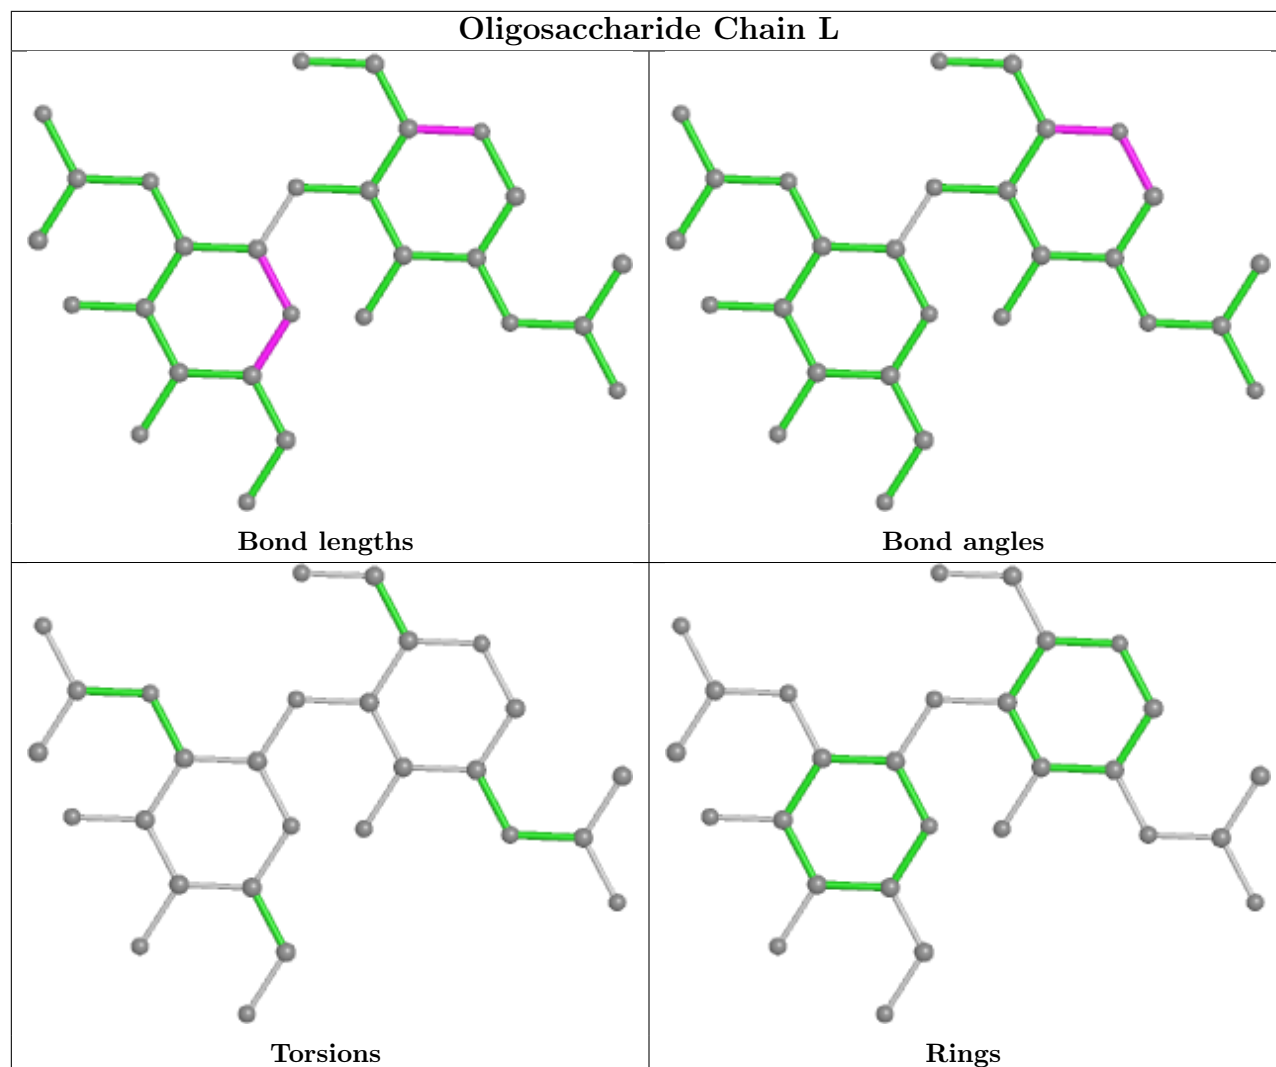 Oligosaccharide Chain L
Bond lengths
Bond angles
Torsions
Rings